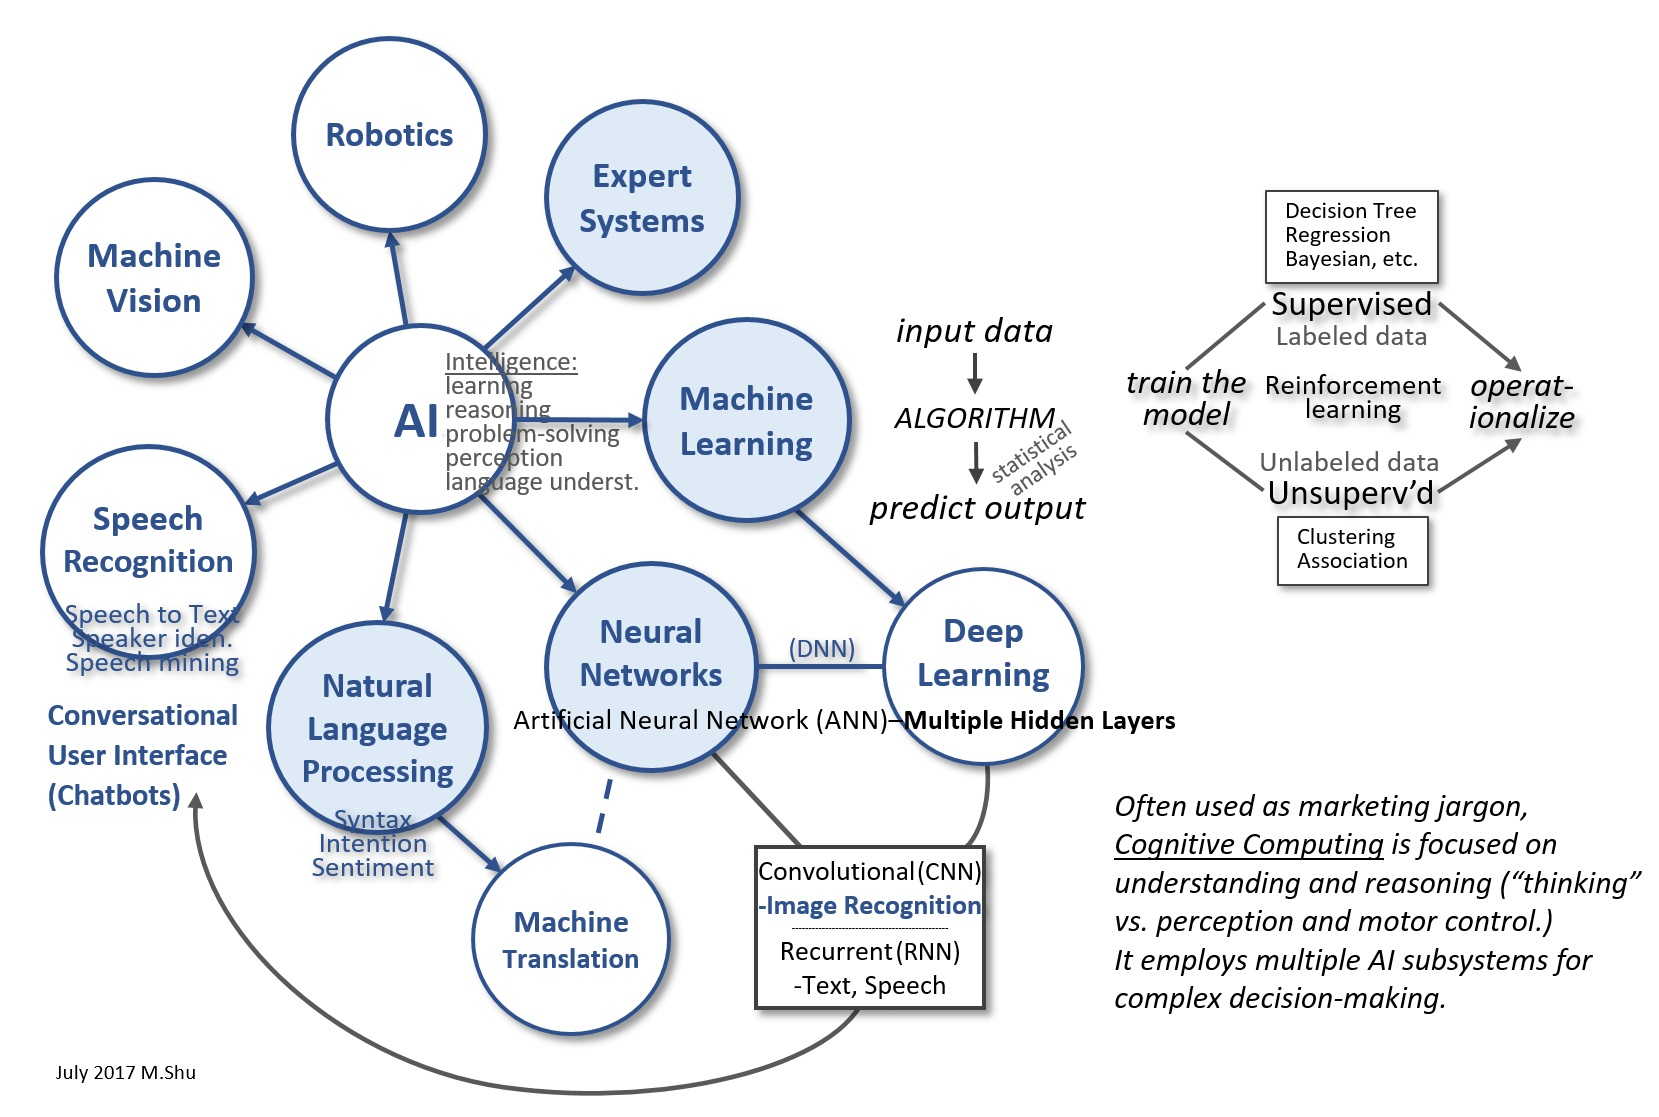 Robotics
Expert
Systems
Machine
Vision
AI
Intelligence:
learning
reasoning
problem-solving
perception
language underst.
Machine
Learning
input data
ALGORITHM
statistical
analysis
predict output
Decision Tree
Regression
Bayesian, etc.
Supervised
Labeled data
train the
model
Reinforcement
learning
operat-
ionalize
Unlabeled data
Unsuperv’d
Clustering
Association
Speech
Recognition
Speech to Text
Speaker iden.
Speech mining
Conversational
User Interface
(Chatbots)
Natural
Language
Processing
Syntax
Intention
Sentiment
Neural
Networks
(DNN)
Deep
Learning
Artificial Neural Network (ANN)–Multiple Hidden Layers
Machine
Translation
Convolutional (CNN)
-Image Recognition
Recurrent (RNN)
-Text, Speech
Often used as marketing jargon,
Cognitive Computing is focused on
understanding and reasoning (“thinking”
vs. perception and motor control.)
It employs multiple AI subsystems for
complex decision-making.
July 2017 M.Shu